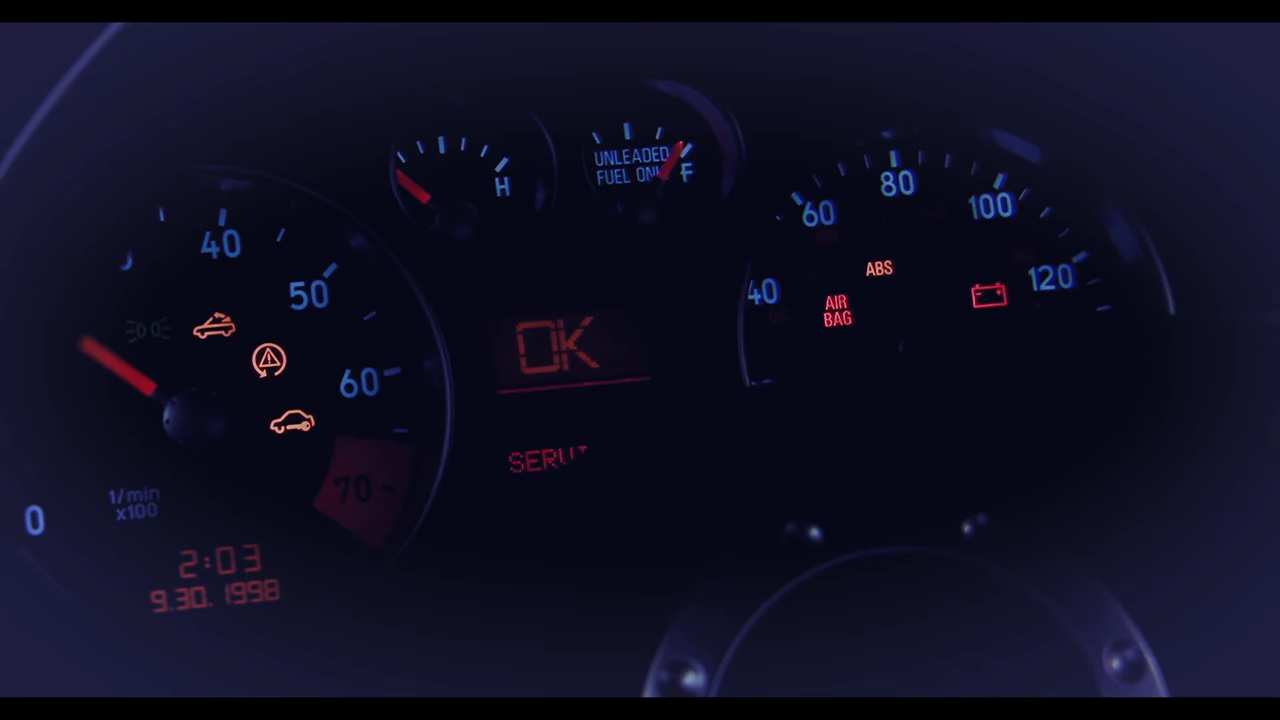 40
50
60
70
0
1/min
x100
2:03
9.30.1998
H
UNLEADED
FUEL ONLY
F
OK
40
60
80
100
120
ABS
AIR
BAG